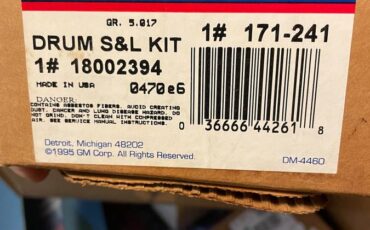 GR. 5.017
DRUM S&L KIT
1# 171-241
1# 18002394
MADE IN USA
0470e6
DANGER:
CONTAINS ASBESTOS FIBERS. AVOID CREATING
DUST. CANCER AND LUNG DISEASE HAZARD. DO
NOT GRIND. DON'T CLEAN WITH COMPRESSED
AIR. SEE SERVICE MANUAL INSTRUCTIONS.
0 36666 44261 8
Detroit, Michigan 48202
©1995 GM Corp. All Rights Reserved.
DM-4460